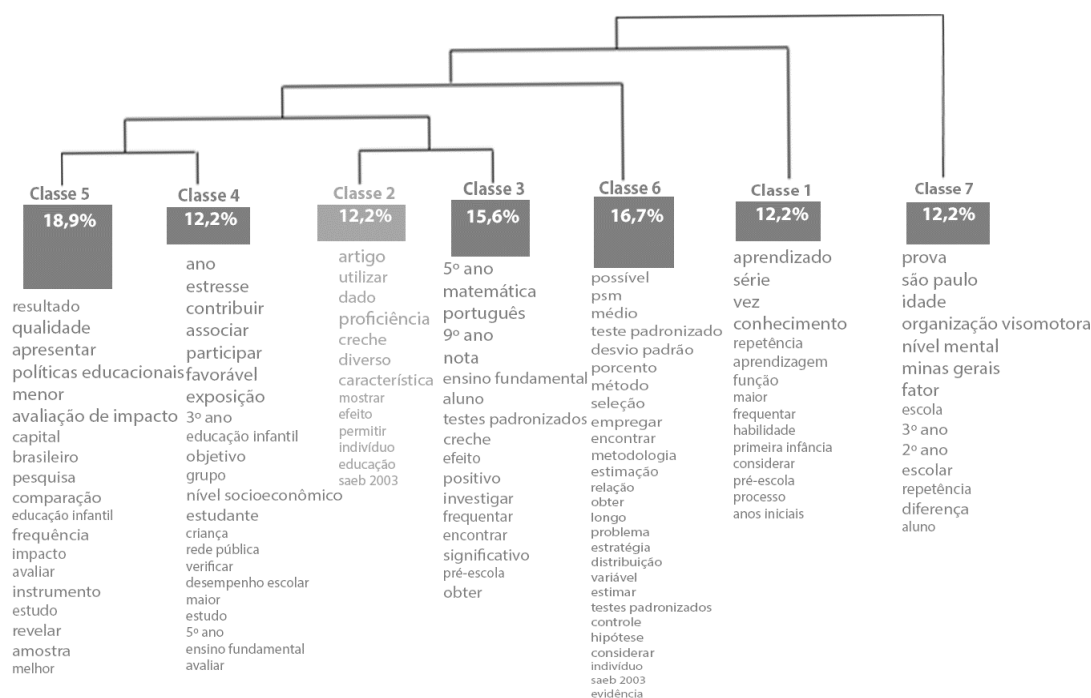 Classe 5
18,9%
resultado
qualidade
apresentar
políticas educacionais
menor
avaliação de impacto
capital
brasileiro
pesquisa
comparação
educação infantil
frequência
impacto
avaliar
instrumento
estudo
revelar
amostra
melhor
Classe 4
12,2%
ano
estresse
contribuir
associar
participar
favorável
exposição
3º ano
educação infantil
objetivo
grupo
nível socioeconômico
estudante
criança
rede pública
verificar
desempenho escolar
maior
estudo
5º ano
ensino fundamental
avaliar
Classe 2
12,2%
artigo
utilizar
dado
proficiência
creche
diverso
característica
mostrar
efeito
permitir
indivíduo
educação
saeb 2003
Classe 3
15,6%
5º ano
matemática
português
9º ano
nota
ensino fundamental
aluno
testes padronizados
creche
efeito
positivo
investigar
frequentar
encontrar
significativo
pré-escola
obter
Classe 6
16,7%
possível
psm
médio
teste padronizado
desvio padrão
porcento
método
seleção
empregar
encontrar
metodologia
estimação
relação
obter
longo
problema
estratégia
distribuição
variável
estimar
testes padronizados
controle
hipótese
considerar
indivíduo
saeb 2003
evidência
Classe 1
12,2%
aprendizado
série
vez
conhecimento
repetência
aprendizagem
função
maior
frequentar
habilidade
primeira infância
considerar
pré-escola
processo
anos iniciais
Classe 7
12,2%
prova
são paulo
idade
organização visomotora
nível mental
minas gerais
fator
escola
3º ano
2º ano
escolar
repetência
diferença
aluno